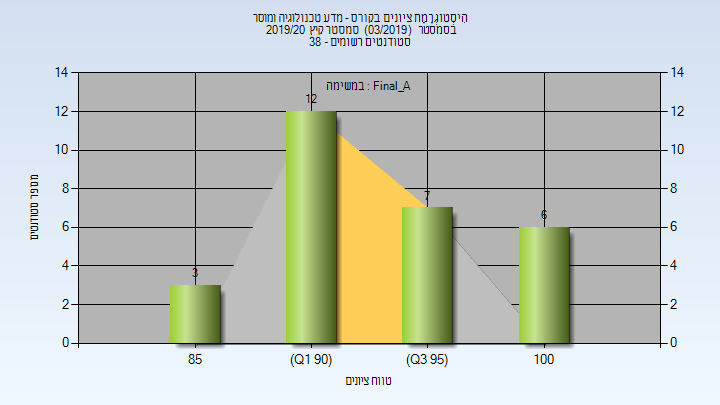 היסטוגרמת ציונים בקורס - מדע טכנולוגיה ומוסר
בסמסטר (03/2019) סמסטר קיץ 2019/20
סטודנטים רשומים - 38
במשימה : Final_A
14 14
12 12
10 10
8 8
6 6
4 4
2 2
0 0
3
12
7
6
מספר סטודנטים
85 (Q1 90) (Q3 95) 100
טווח ציונים